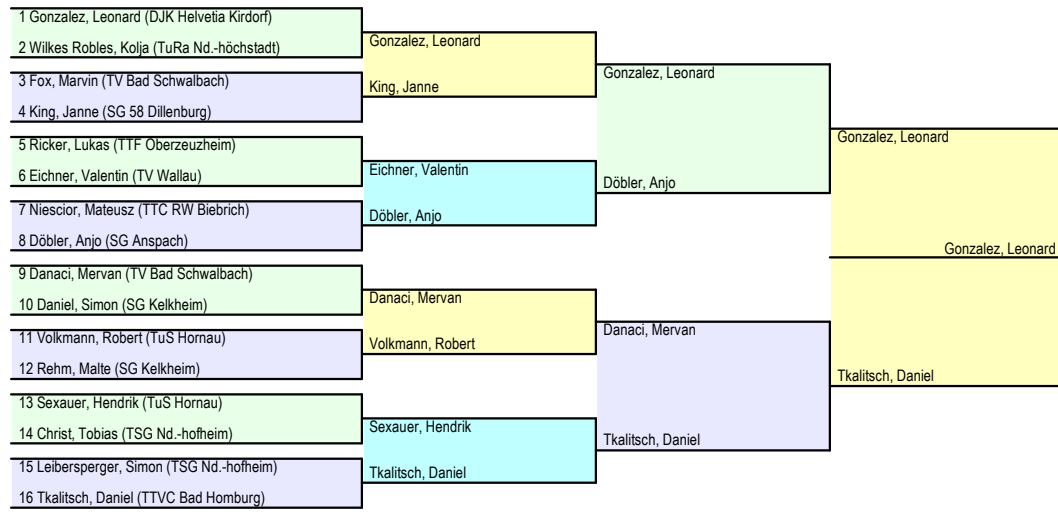 1 Gonzalez, Leonard (DJK Helvetia Kirdorf)
2 Wilkes Robles, Kolja (TuRa Nd.-höchstadt)
3 Fox, Marvin (TV Bad Schwalbach)
4 King, Janne (SG 58 Dillenburg)
5 Ricker, Lukas (TTF Oberzeuzheim)
6 Eichner, Valentin (TV Wallau)
7 Niescior, Mateusz (TTC RW Biebrich)
8 Döbler, Anjo (SG Anspach)
9 Danaci, Mervan (TV Bad Schwalbach)
10 Daniel, Simon (SG Kelkheim)
11 Volkmann, Robert (TuS Hornau)
12 Rehm, Malte (SG Kelkheim)
13 Sexauer, Hendrik (TuS Hornau)
14 Christ, Tobias (TSG Nd.-hofheim)
15 Leibersperger, Simon (TSG Nd.-hofheim)
16 Tkalitsch, Daniel (TTVC Bad Homburg)
Gonzalez, Leonard
King, Janne
Eichner, Valentin
Döbler, Anjo
Danaci, Mervan
Volkmann, Robert
Sexauer, Hendrik
Tkalitsch, Daniel
Gonzalez, Leonard
Döbler, Anjo
Danaci, Mervan
Tkalitsch, Daniel
Gonzalez, Leonard
Tkalitsch, Daniel
Gonzalez, Leonard